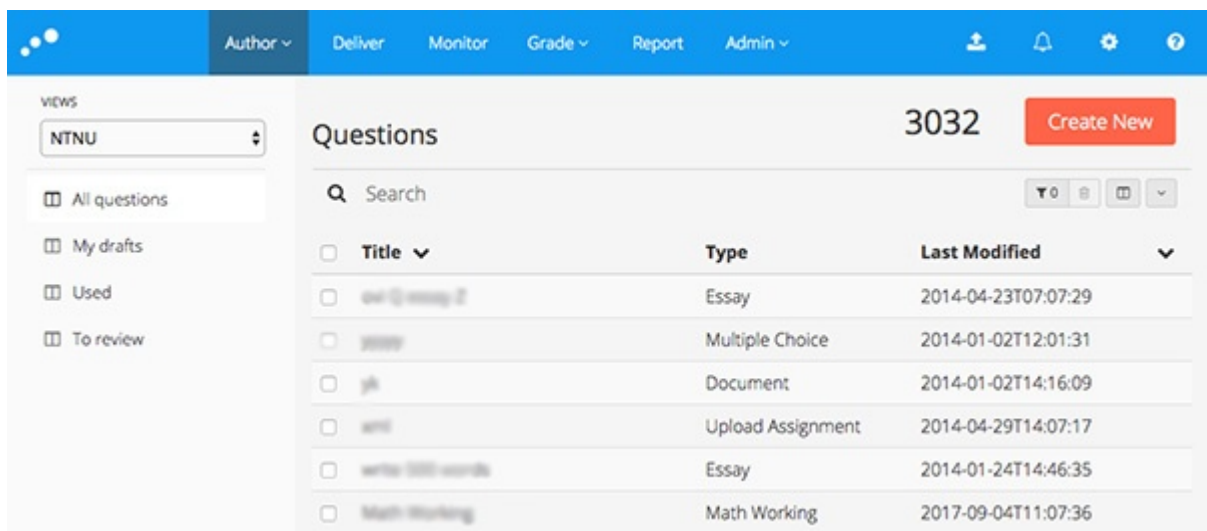 Author Deliver Monitor Grade Report Admin
VIEWS
NTNU
All questions
My drafts
Used
To review
Questions 3032 Create New
Search 0
Title Type Last Modified
Essay 2014-04-23T07:07:29
Multiple Choice 2014-01-02T12:01:31
Document 2014-01-02T14:16:09
Upload Assignment 2014-04-29T14:07:17
Essay 2014-01-24T14:46:35
Math Working 2017-09-04T11:07:36